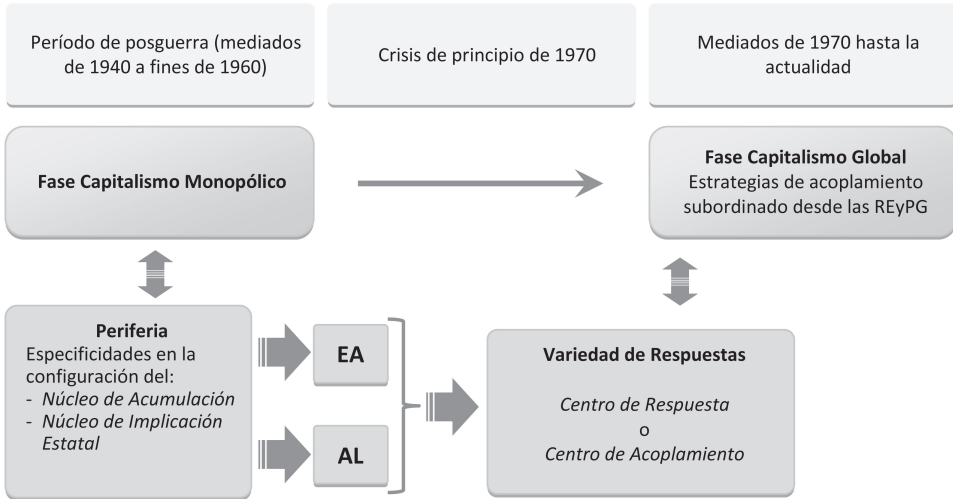 Período de posguerra (mediados
de 1940 a fines de 1960)
Crisis de principio de 1970
Mediados de 1970 hasta la
actualidad
Fase Capitalismo Monopólico
Fase Capitalismo Global
Estrategias de acoplamiento
subordinado desde las REyPG
Periferia
Especificidades en la
configuración del:
- Núcleo de Acumulación
- Núcleo de Implicación
Estatal
EA
AL
Variedad de Respuestas
Centro de Respuesta
o
Centro de Acoplamiento